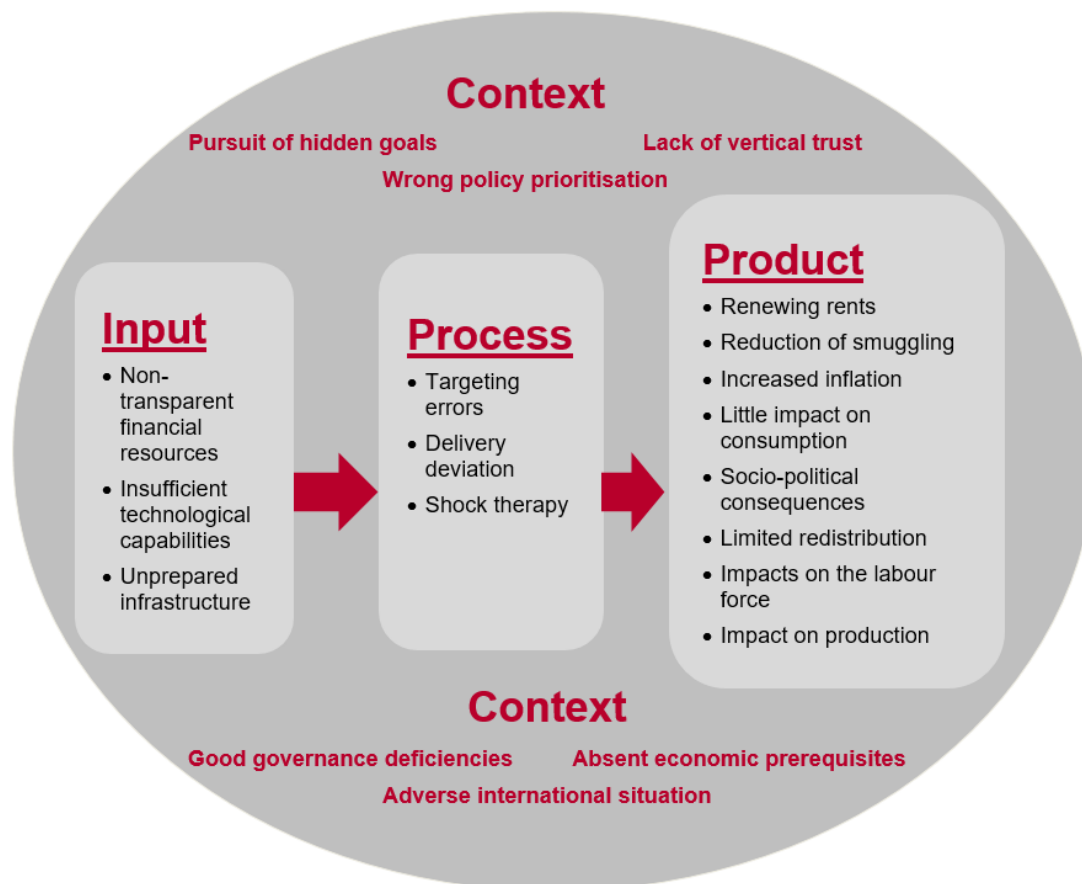 Context
Pursuit of hidden goals
Lack of vertical trust
Wrong policy prioritisation
Input
• Non-
transparent
financial
resources
• Insufficient
technological
capabilities
• Unprepared
infrastructure
Process
• Targeting
errors
• Delivery
deviation
• Shock therapy
Product
• Renewing rents
• Reduction of smuggling
• Increased inflation
• Little impact on
consumption
• Socio-political
consequences
• Limited redistribution
• Impacts on the labour
force
• Impact on production
Context
Good governance deficiencies
Absent economic prerequisites
Adverse international situation